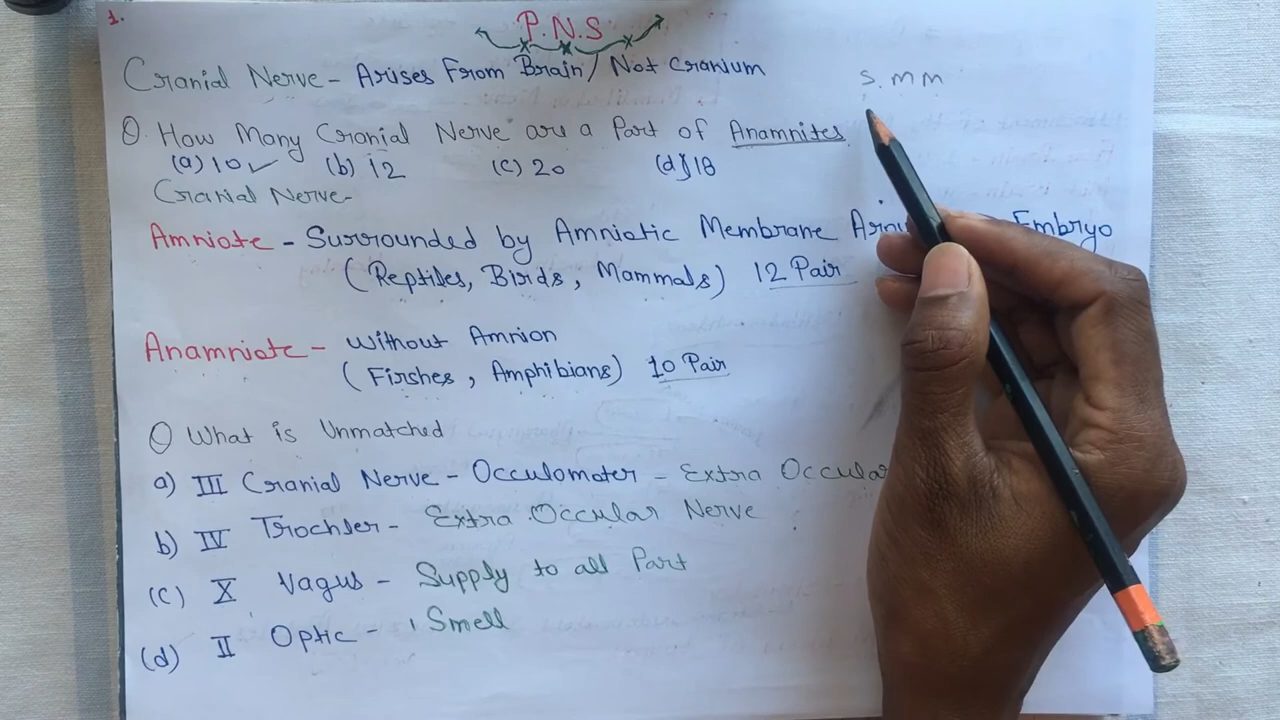 1.
P.N.S
Cranial Nerve - Arises From Brain / Not Cranium
S.MM
Q. How Many Cranial Nerve are a Part of Anamnites
(a) 10 ✓ (b) 12 (c) 20 (d) 18
Cranial Nerve-
Amniote - Surrounded by Amniotic Membrane Embryo
(Reptiles, Birds, Mammals) 12 Pair
Anamniote - without Amnion
(Firshes, Amphibians) 10 Pair
Q What is Unmatched
a) III Cranial Nerve - Occulomoter - Extra Occular
b) IV Trochler - Extra Occular Nerve
(c) X Vagus - Supply to all Part
(d) II Optic - Smell